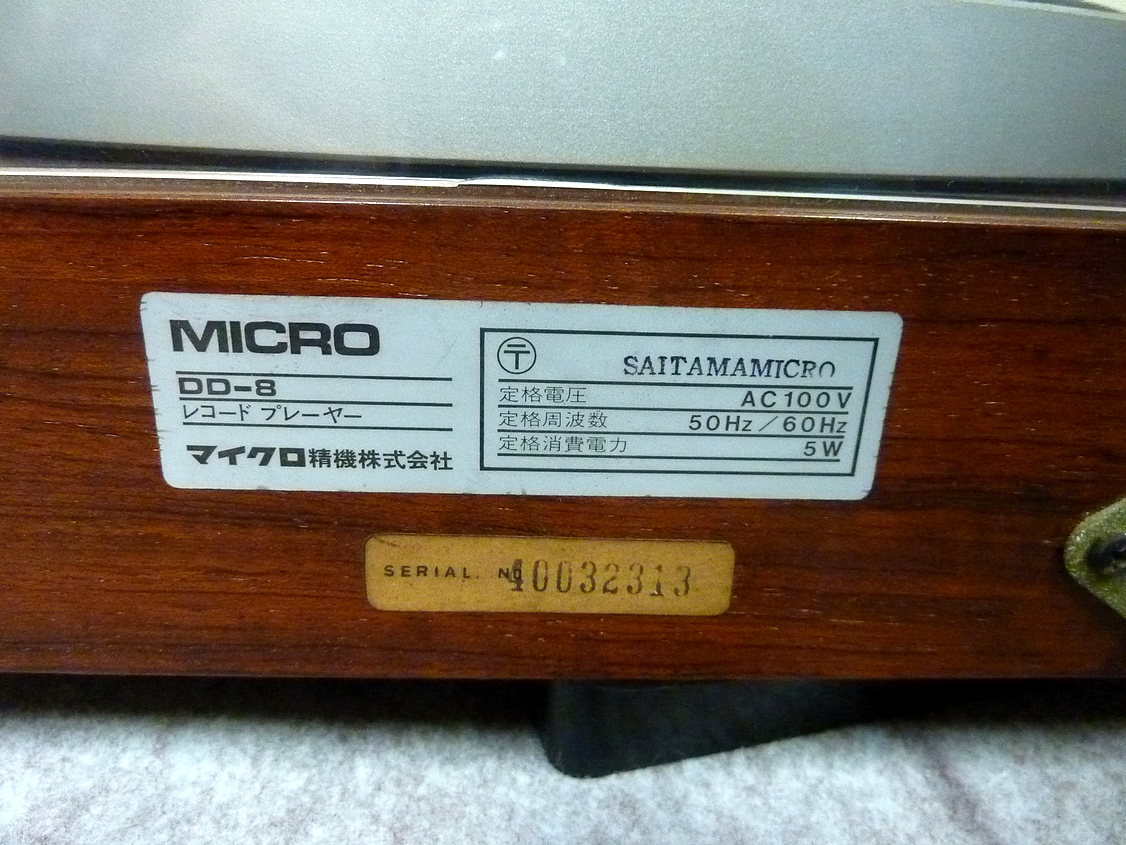 MICRO
DD-8
レコード プレーヤー
マイクロ精機株式会社
〒 SAITAMAMICRO
定格電圧 AC100V
定格周波数 50Hz/60Hz
定格消費電力 5W
SERIAL. NO 40032313